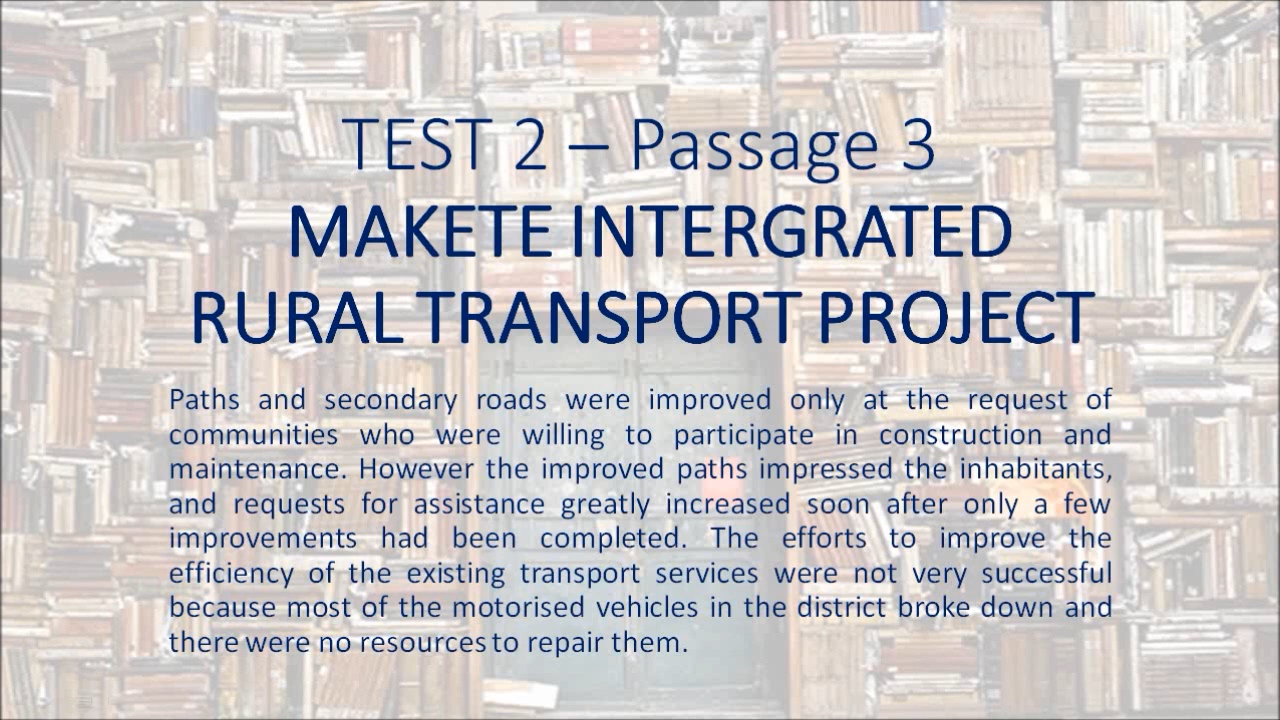 TEST 2 – Passage 3
MAKETE INTERGRATED
RURAL TRANSPORT PROJECT
Paths and secondary roads were improved only at the request of
communities who were willing to participate in construction and
maintenance. However the improved paths impressed the inhabitants,
and requests for assistance greatly increased soon after only a few
improvements had been completed. The efforts to improve the
efficiency of the existing transport services were not very successful
because most of the motorised vehicles in the district broke down and
there were no resources to repair them.